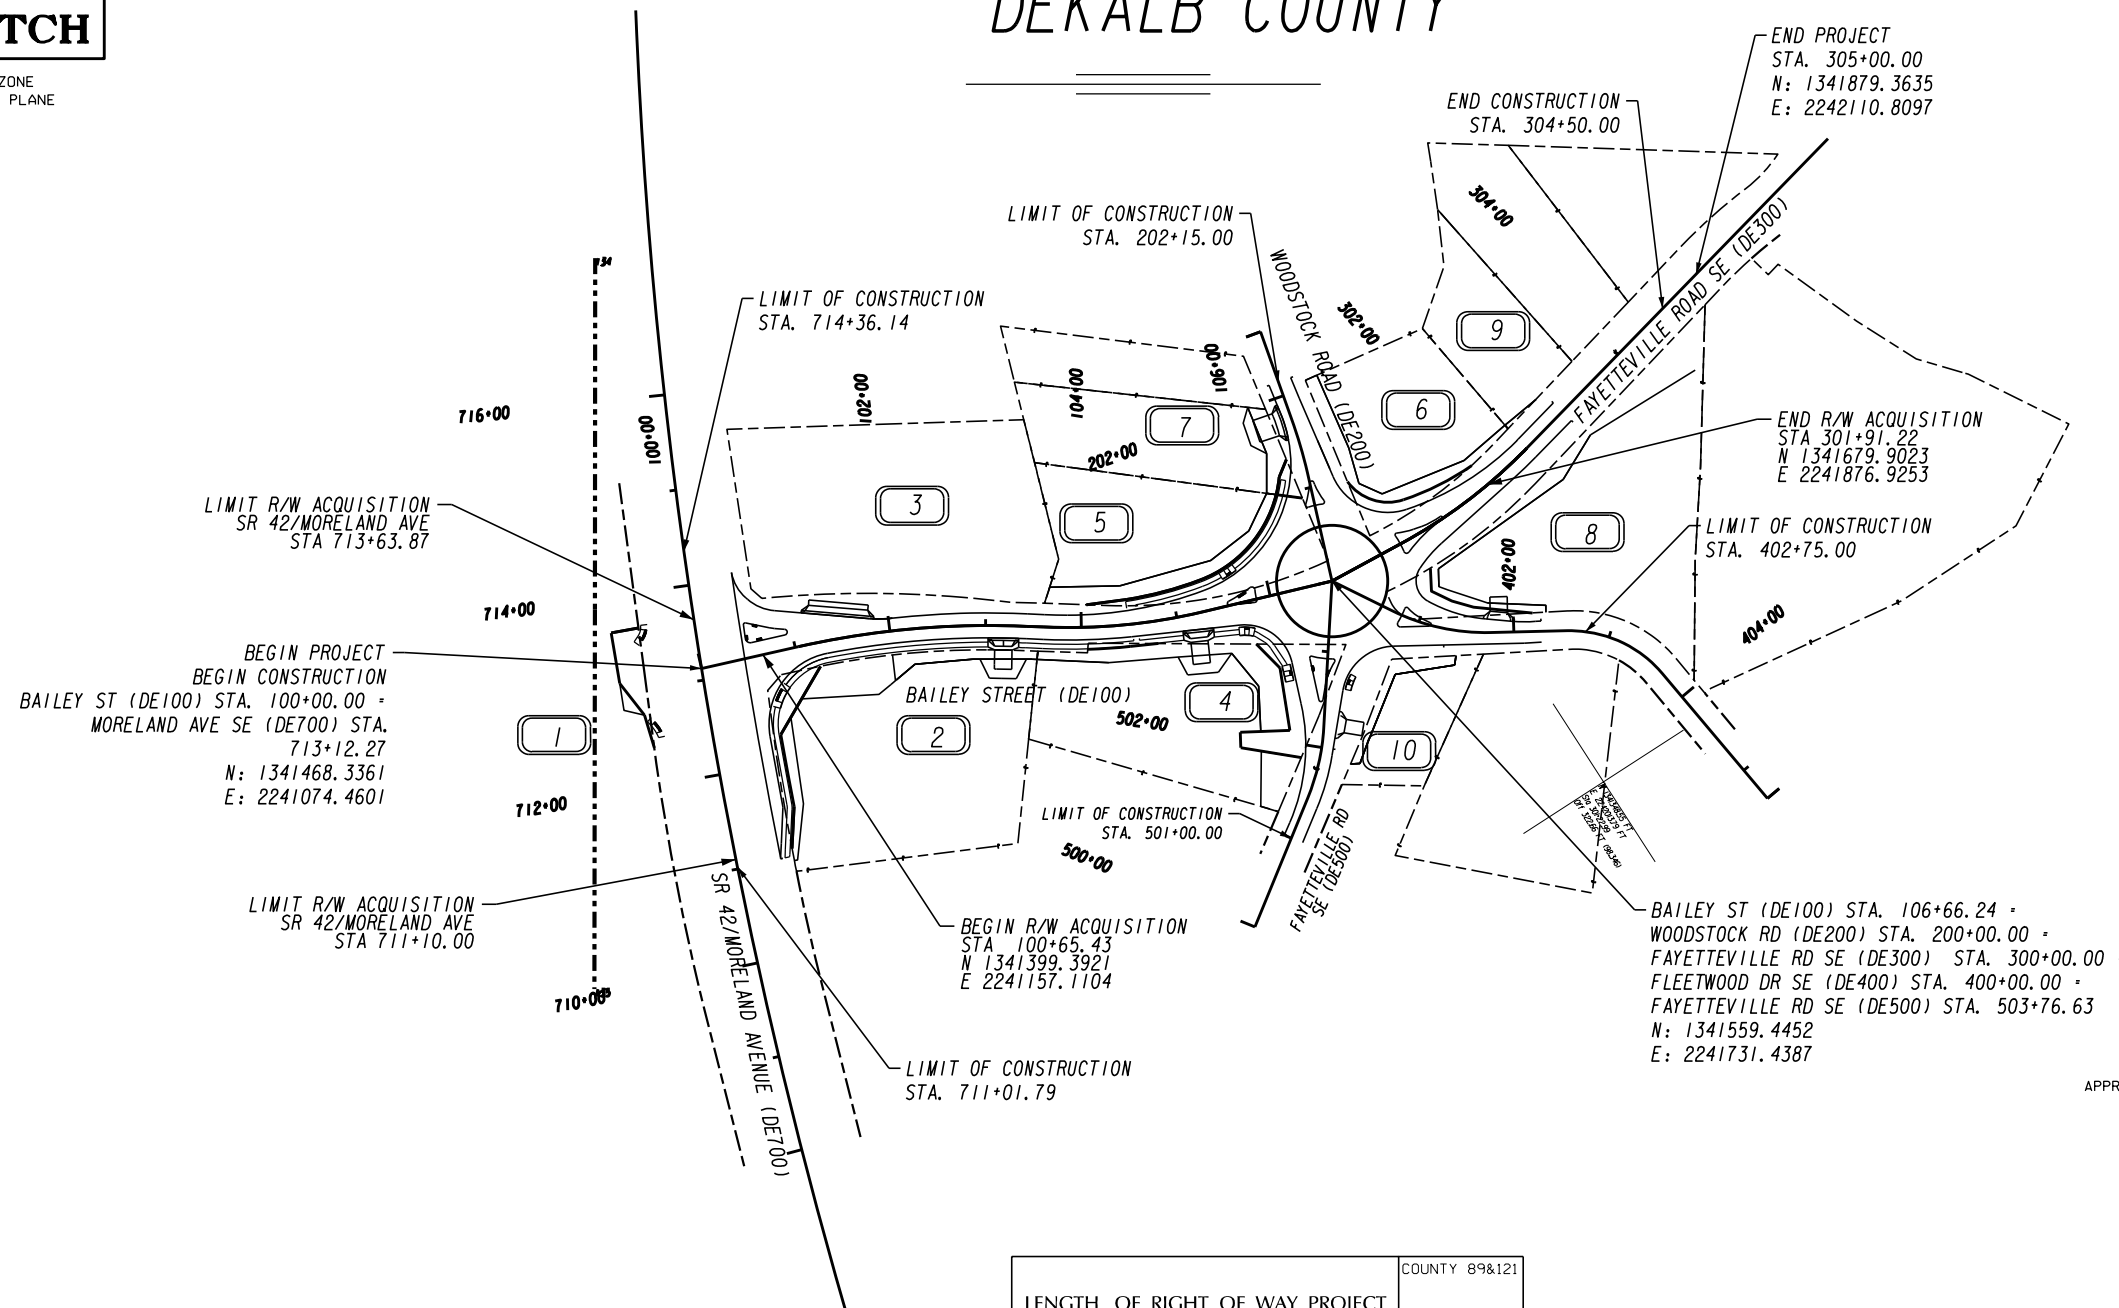 TCH
ZONE
PLANE
DEKALB COUNTY
END PROJECT
STA. 305+00.00
N: 1341879.3635
E: 2242110.8097
END CONSTRUCTION
STA. 304+50.00
LIMIT OF CONSTRUCTION
STA. 202+15.00
304+00
WOODSTOCK ROAD (DE200)
FAYETTEVILLE ROAD SE (DE300)
LIMIT OF CONSTRUCTION
STA. 714+36.14
302+00
9
106+00
104+00
102+00
100+00
716+00
6
7
202+00
END R/W ACQUISITION
STA 301+91.22
N 1341679.9023
E 2241876.9253
3
5
8
LIMIT R/W ACQUISITION
SR 42/MORELAND AVE
STA 713+63.87
LIMIT OF CONSTRUCTION
STA. 402+75.00
402+00
714+00
404+00
BEGIN PROJECT
BEGIN CONSTRUCTION
BAILEY ST (DE100) STA. 100+00.00 =
MORELAND AVE SE (DE700) STA.
713+12.27
N: 1341468.3361
E: 2241074.4601
BAILEY STREET (DE100)
4
502+00
1
2
10
712+00
LIMIT OF CONSTRUCTION
STA. 501+00.00
500+00
FAYETTEVILLE RD
SE (DE500)
LIMIT R/W ACQUISITION
SR 42/MORELAND AVE
STA 711+10.00
SR 42/MORELAND AVENUE (DE700)
BEGIN R/W ACQUISITION
STA 100+65.43
N 1341399.3921
E 2241157.1104
710+00
BAILEY ST (DE100) STA. 106+66.24 =
WOODSTOCK RD (DE200) STA. 200+00.00 =
FAYETTEVILLE RD SE (DE300) STA. 300+00.00
FLEETWOOD DR SE (DE400) STA. 400+00.00 =
FAYETTEVILLE RD SE (DE500) STA. 503+76.63
N: 1341559.4452
E: 2241731.4387
LIMIT OF CONSTRUCTION
STA. 711+01.79
APPR
COUNTY 89&121
LENGTH OF RIGHT OF WAY PROJECT